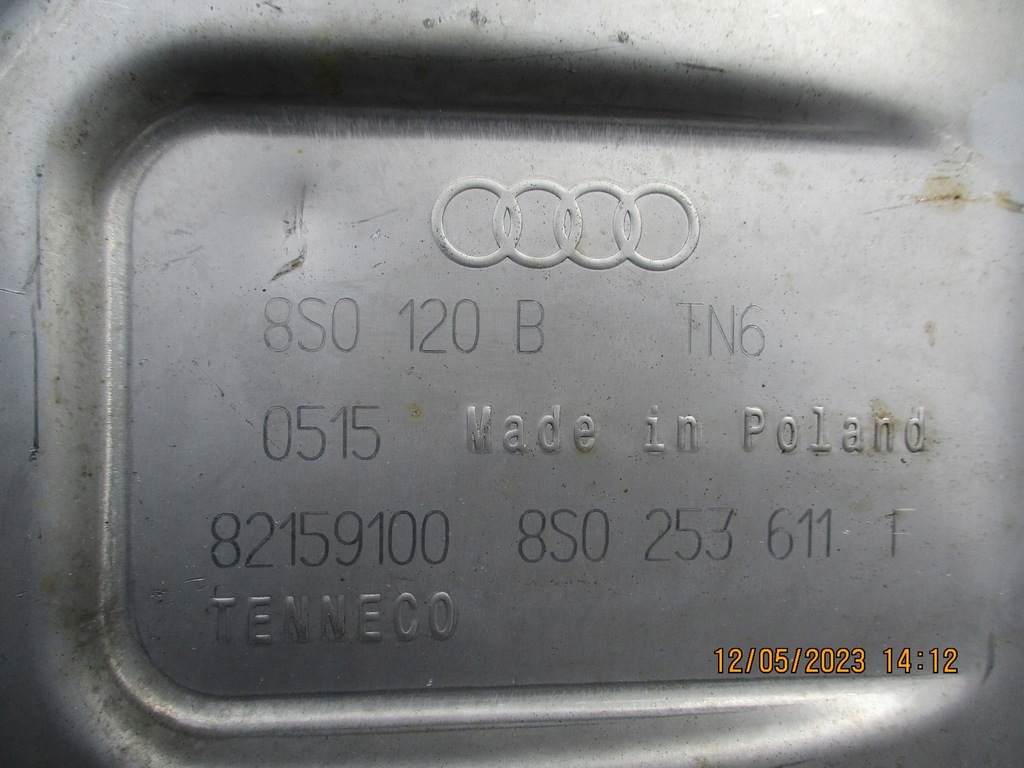 8S0 120 B TN6
0515 Made in Poland
82159100 8S0 253 611 F
TENNECO
12/05/2023 14:12